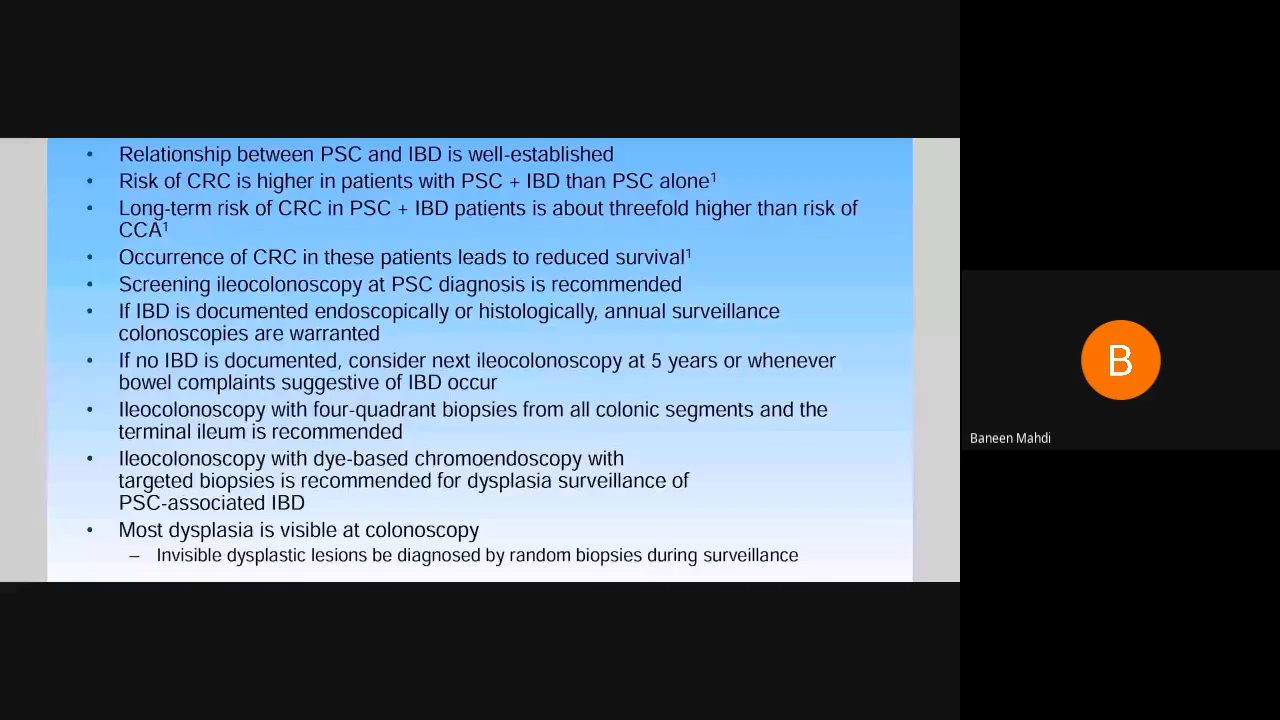 • Relationship between PSC and IBD is well-established
• Risk of CRC is higher in patients with PSC + IBD than PSC alone¹
• Long-term risk of CRC in PSC + IBD patients is about threefold higher than risk of
CCA¹
• Occurrence of CRC in these patients leads to reduced survival¹
• Screening ileocolonoscopy at PSC diagnosis is recommended
• If IBD is documented endoscopically or histologically, annual surveillance
colonoscopies are warranted
• If no IBD is documented, consider next ileocolonoscopy at 5 years or whenever
bowel complaints suggestive of IBD occur
• Ileocolonoscopy with four-quadrant biopsies from all colonic segments and the
terminal ileum is recommended
• Ileocolonoscopy with dye-based chromoendoscopy with
targeted biopsies is recommended for dysplasia surveillance of
PSC-associated IBD
• Most dysplasia is visible at colonoscopy
– Invisible dysplastic lesions be diagnosed by random biopsies during surveillance
B
Baneen Mahdi